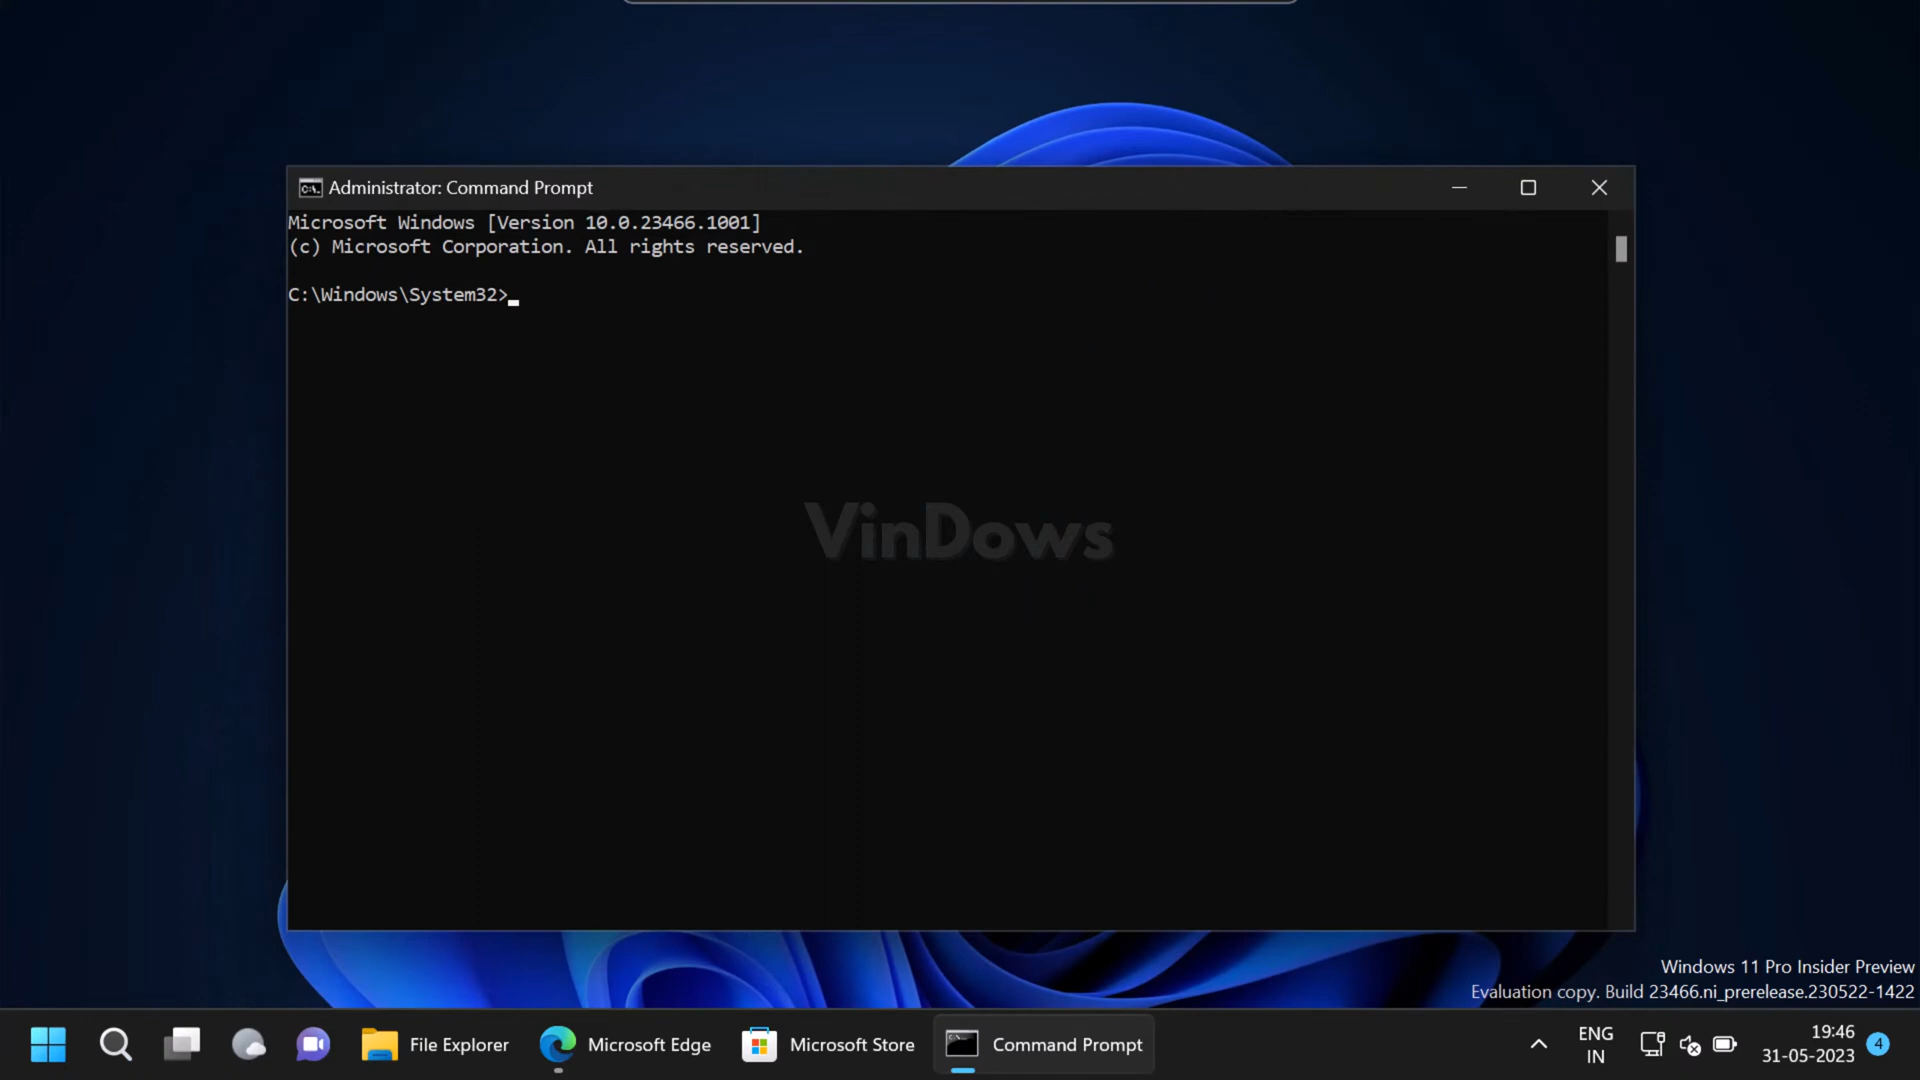 Administrator: Command Prompt
Microsoft Windows [Version 10.0.23466.1001]
(c) Microsoft Corporation. All rights reserved.
C:\Windows\System32>
VinDows
Windows 11 Pro Insider Preview
Evaluation copy. Build 23466.ni_prerelease.230522-1422
File Explorer
Microsoft Edge
Microsoft Store
Command Prompt
ENG
IN
19:46
31-05-2023
4